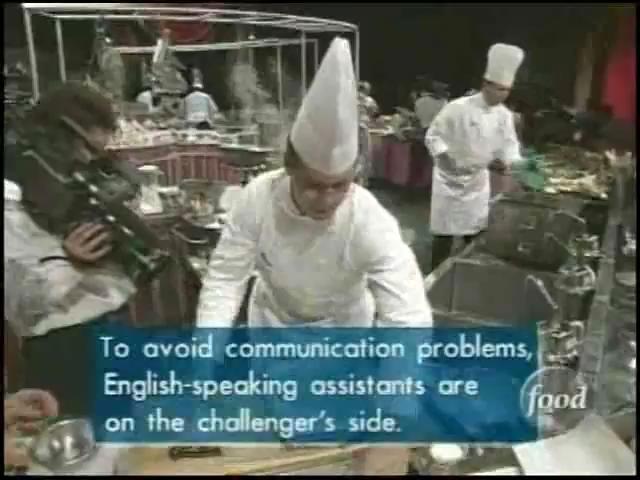 To avoid communication problems,
English-speaking assistants are
on the challenger's side.
food